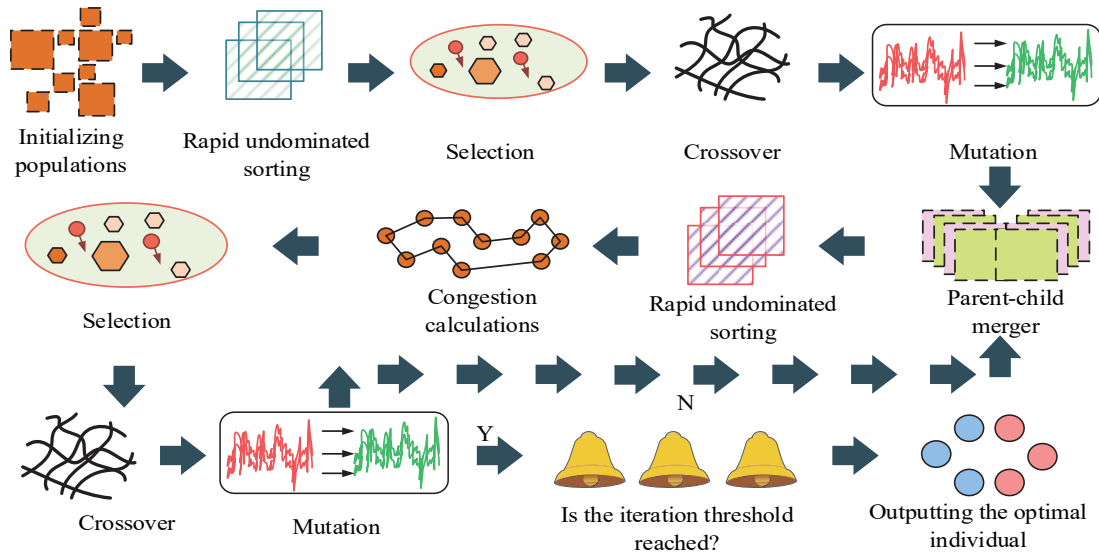 Initializing
populations
Rapid undominated
sorting
Selection
Crossover
Mutation
Selection
Congestion
calculations
Rapid undominated
sorting
Parent-child
merger
N
Y
Crossover
Mutation
Is the iteration threshold
reached?
Outputting the optimal
individual